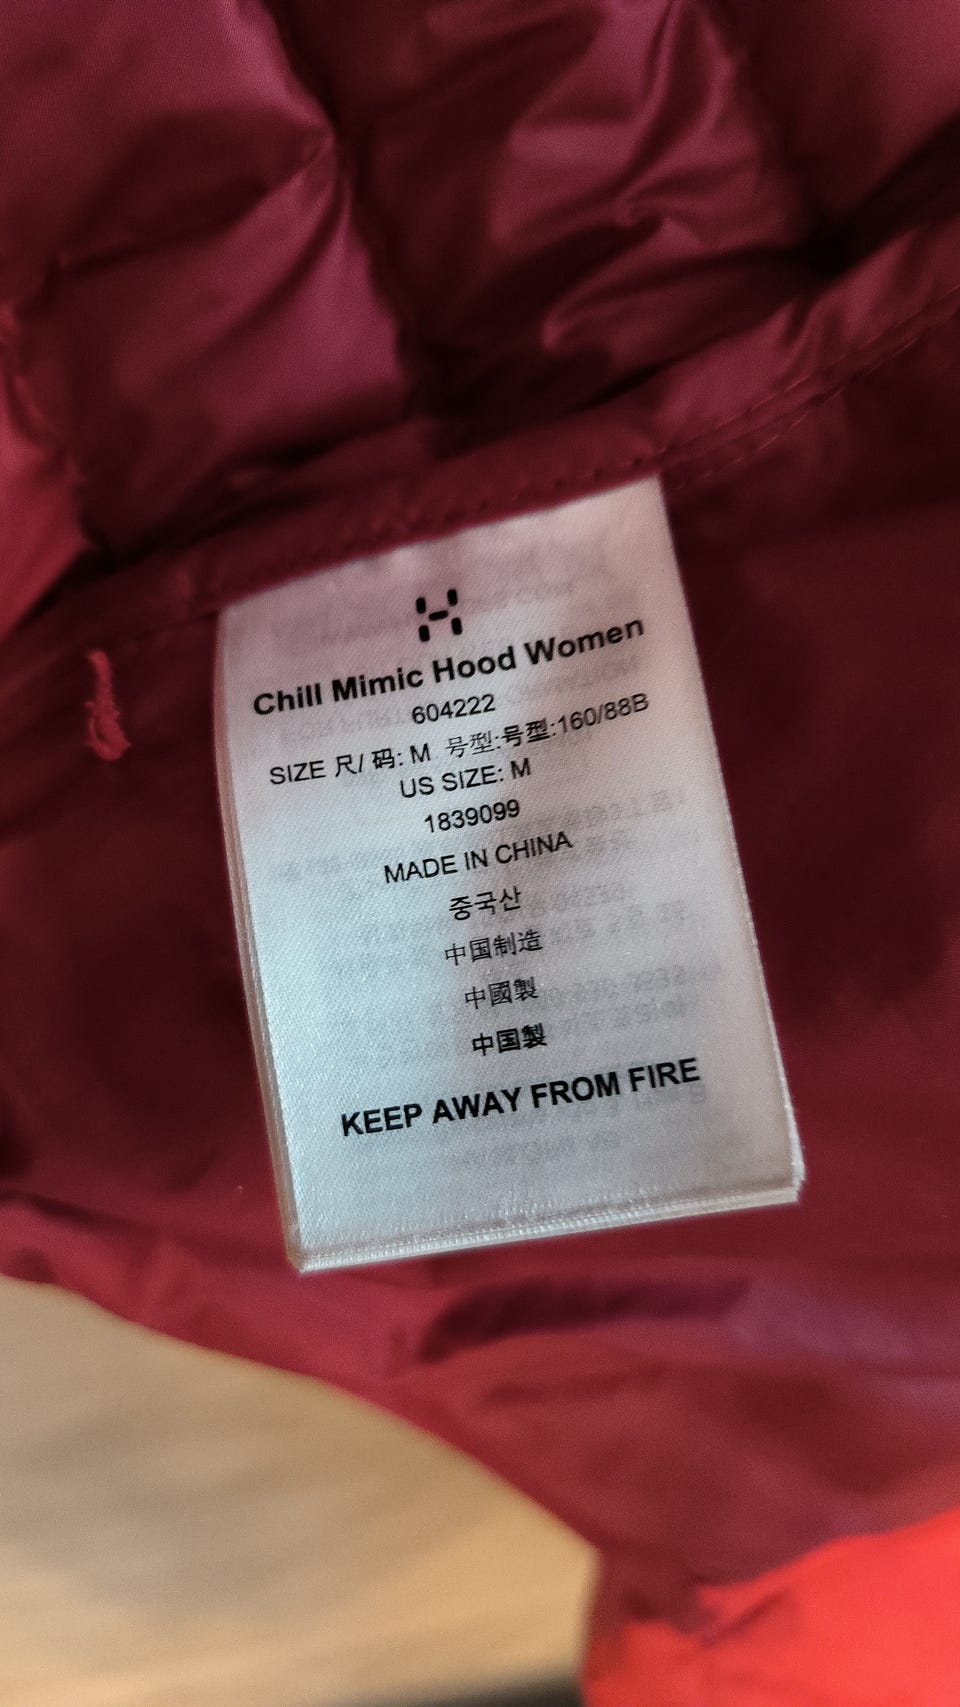 Chill Mimic Hood Women
604222
SIZE 尺/ 码: M 号型:号型:160/88B
US SIZE: M
1839099
MADE IN CHINA
중국산
中国制造
中國製
中国製
KEEP AWAY FROM FIRE